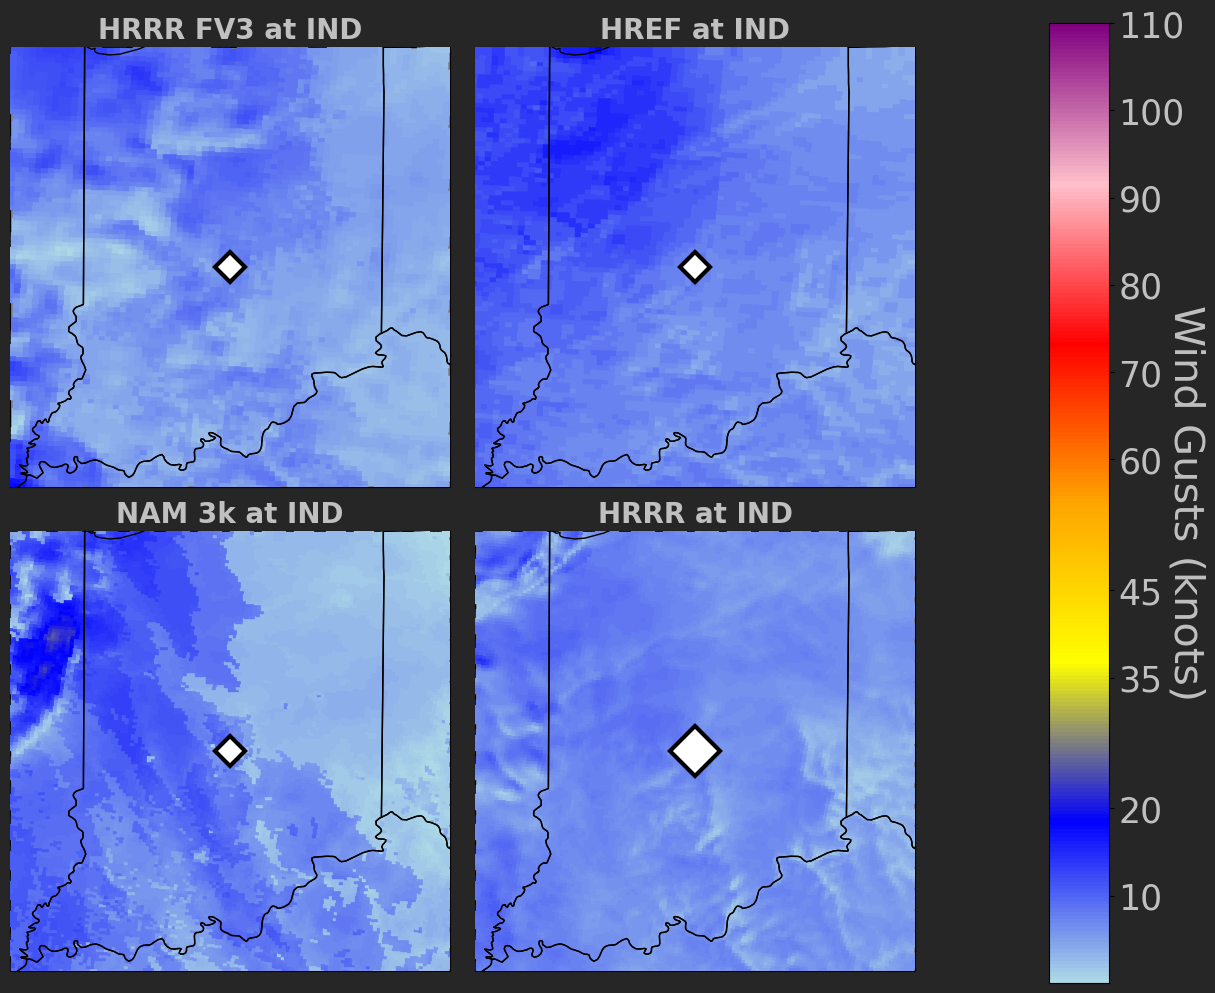 HRRR FV3 at IND
HREF at IND
NAM 3k at IND
HRRR at IND
110
100
90
80
70
60
45
35
20
10
Wind Gusts (knots)